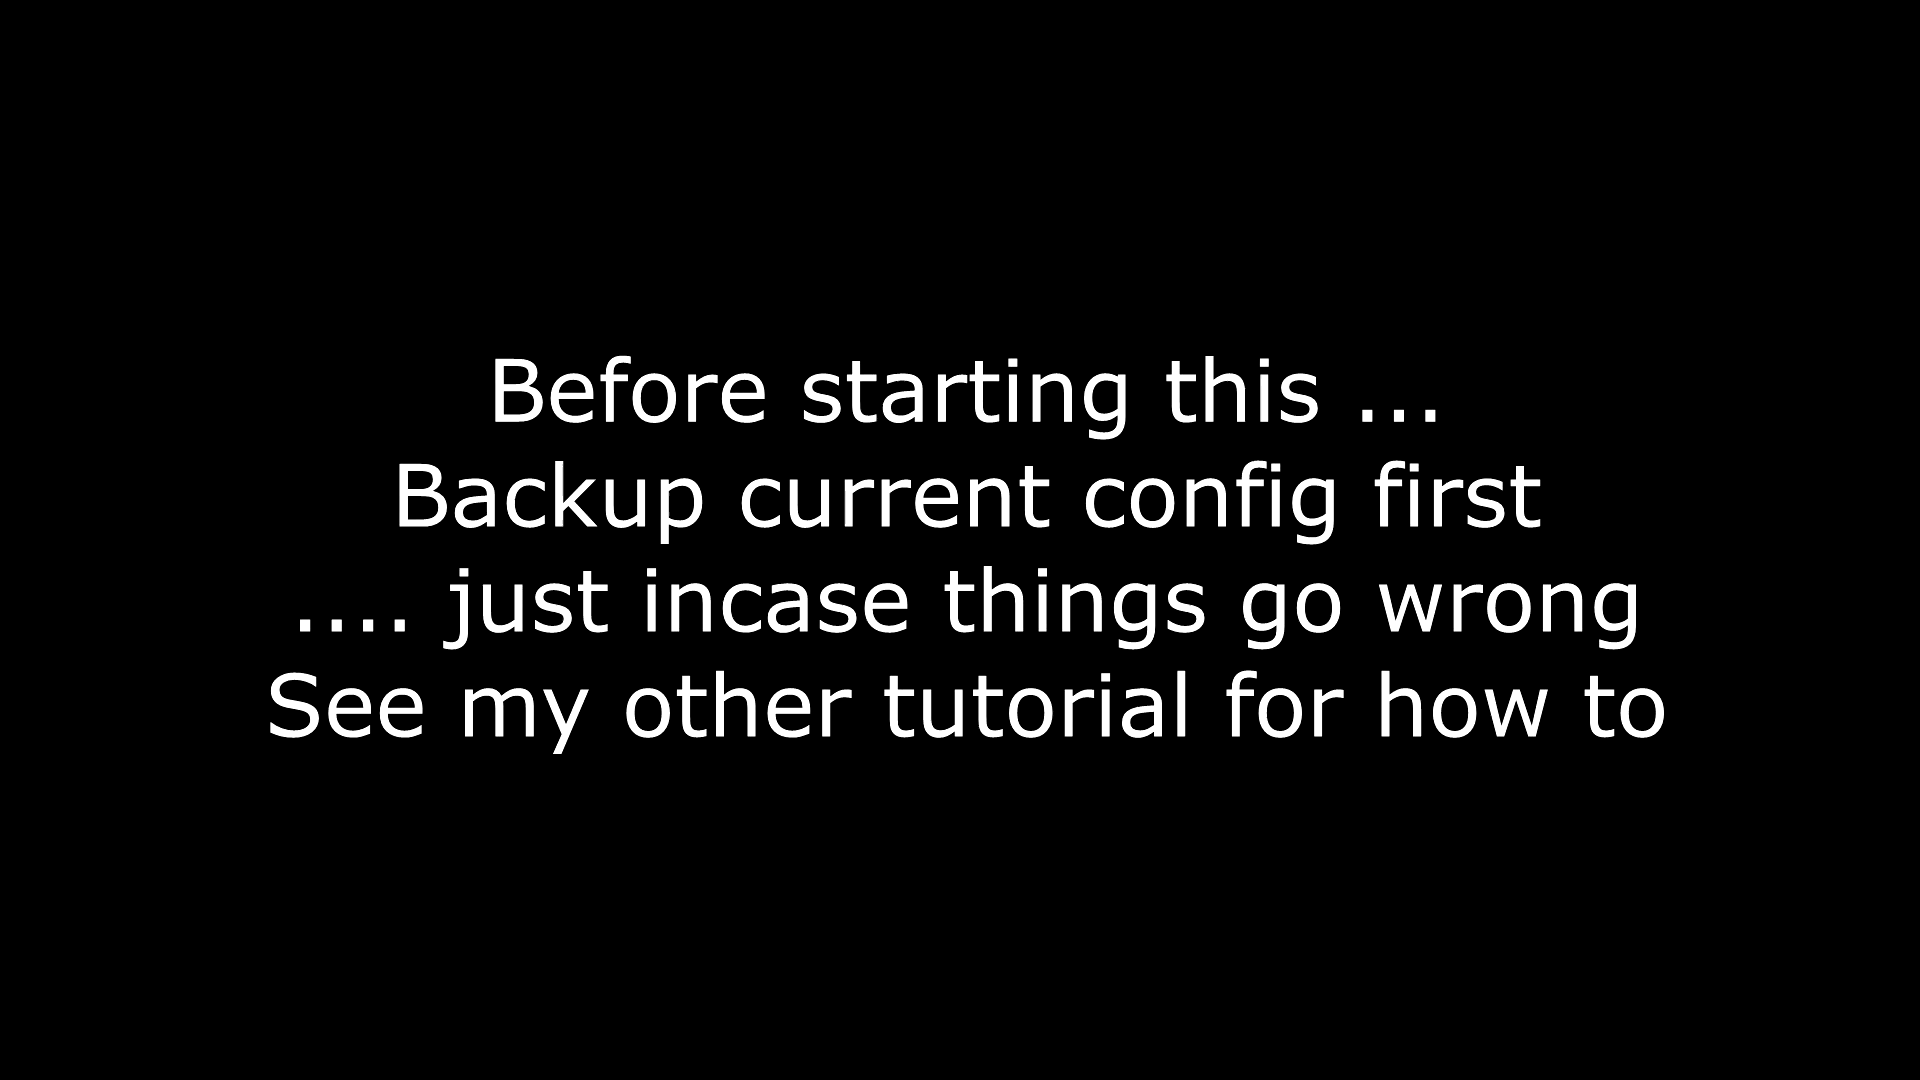 Before starting this ...
Backup current config first
.... just incase things go wrong
See my other tutorial for how to